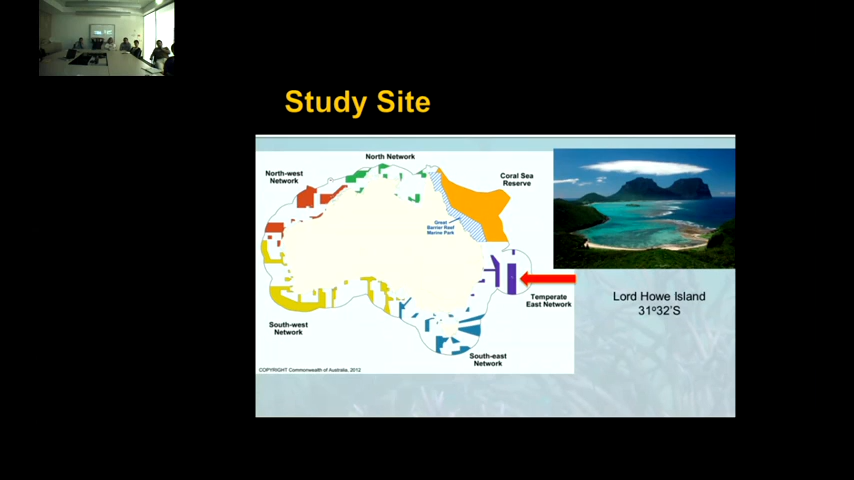 Study Site
North Network
North-west
Network
Coral Sea
Reserve
Great
Barrier Reef
Marine Park
Temperate
East Network
Lord Howe Island
31º32'S
South-west
Network
South-east
Network
COPYRIGHT Commonwealth of Australia, 2012